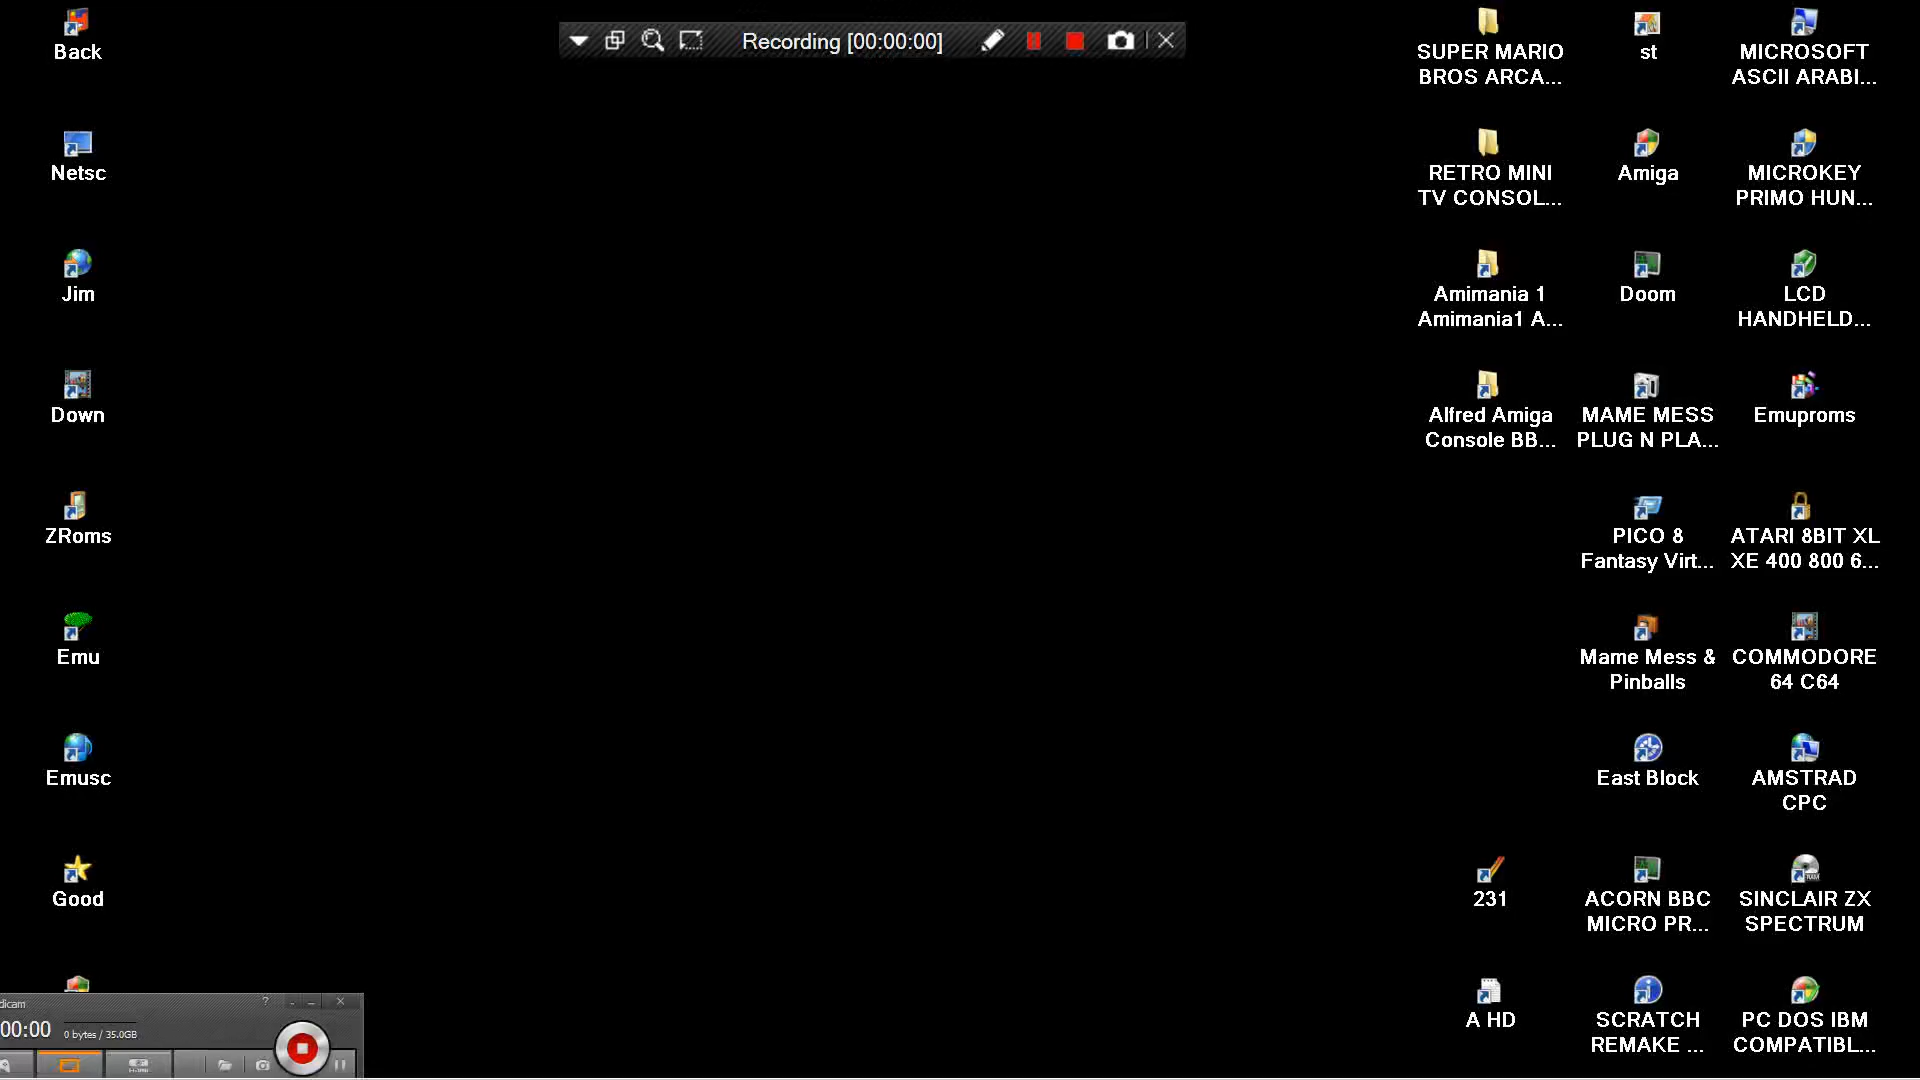 Recording [00:00:00]
Back
Netsc
Jim
Down
ZRoms
Emu
Emusc
Good
SUPER MARIO
BROS ARCA...
RETRO MINI
TV CONSOL...
Amimania 1
Amimania1 A...
Alfred Amiga
Console BB...
231
A HD
st
Amiga
Doom
MAME MESS
PLUG N PLA...
PICO 8
Fantasy Virt...
Mame Mess &
Pinballs
East Block
ACORN BBC
MICRO PR...
SCRATCH
REMAKE ...
MICROSOFT
ASCII ARABI...
MICROKEY
PRIMO HUN...
LCD
HANDHELD...
Emuproms
ATARI 8BIT XL
XE 400 800 6...
COMMODORE
64 C64
AMSTRAD
CPC
SINCLAIR ZX
SPECTRUM
PC DOS IBM
COMPATIBL...
dicam
?
00:00
0 bytes / 35.0GB